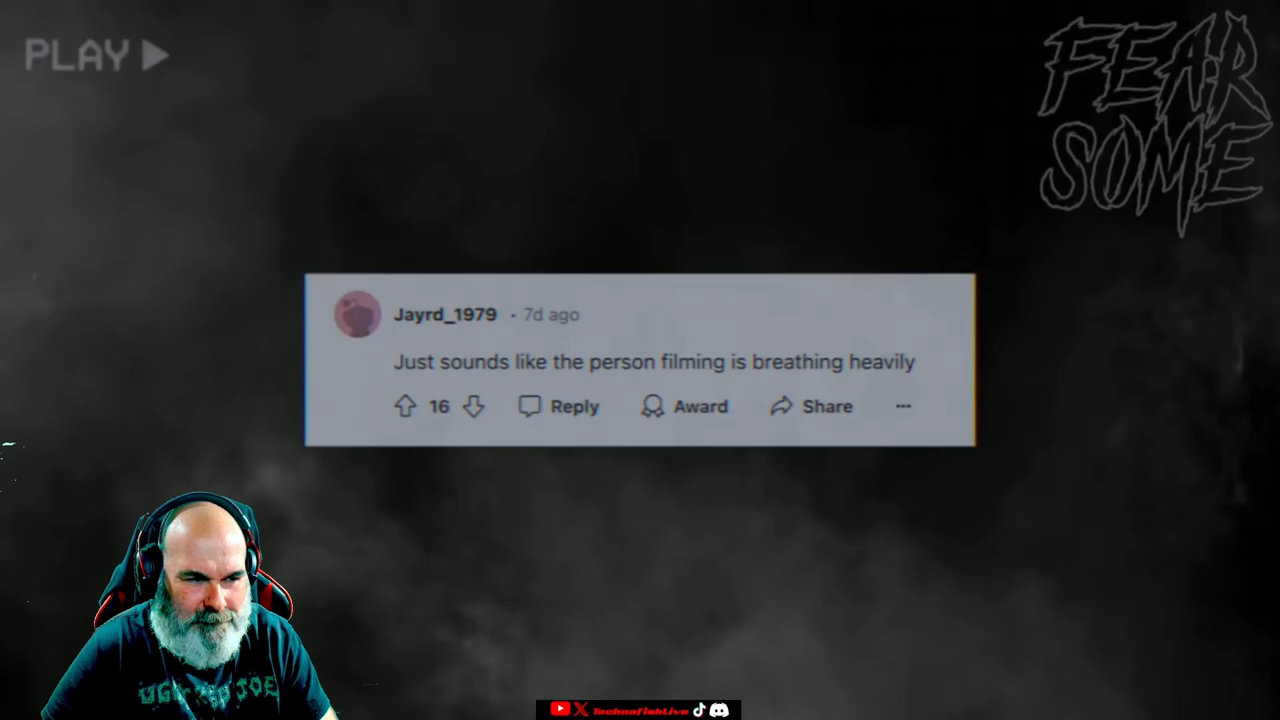 PLAY
FEAR
SOME
Jayrd_1979 · 7d ago
Just sounds like the person filming is breathing heavily
16 Reply Award Share ...
TechnoFinkLive